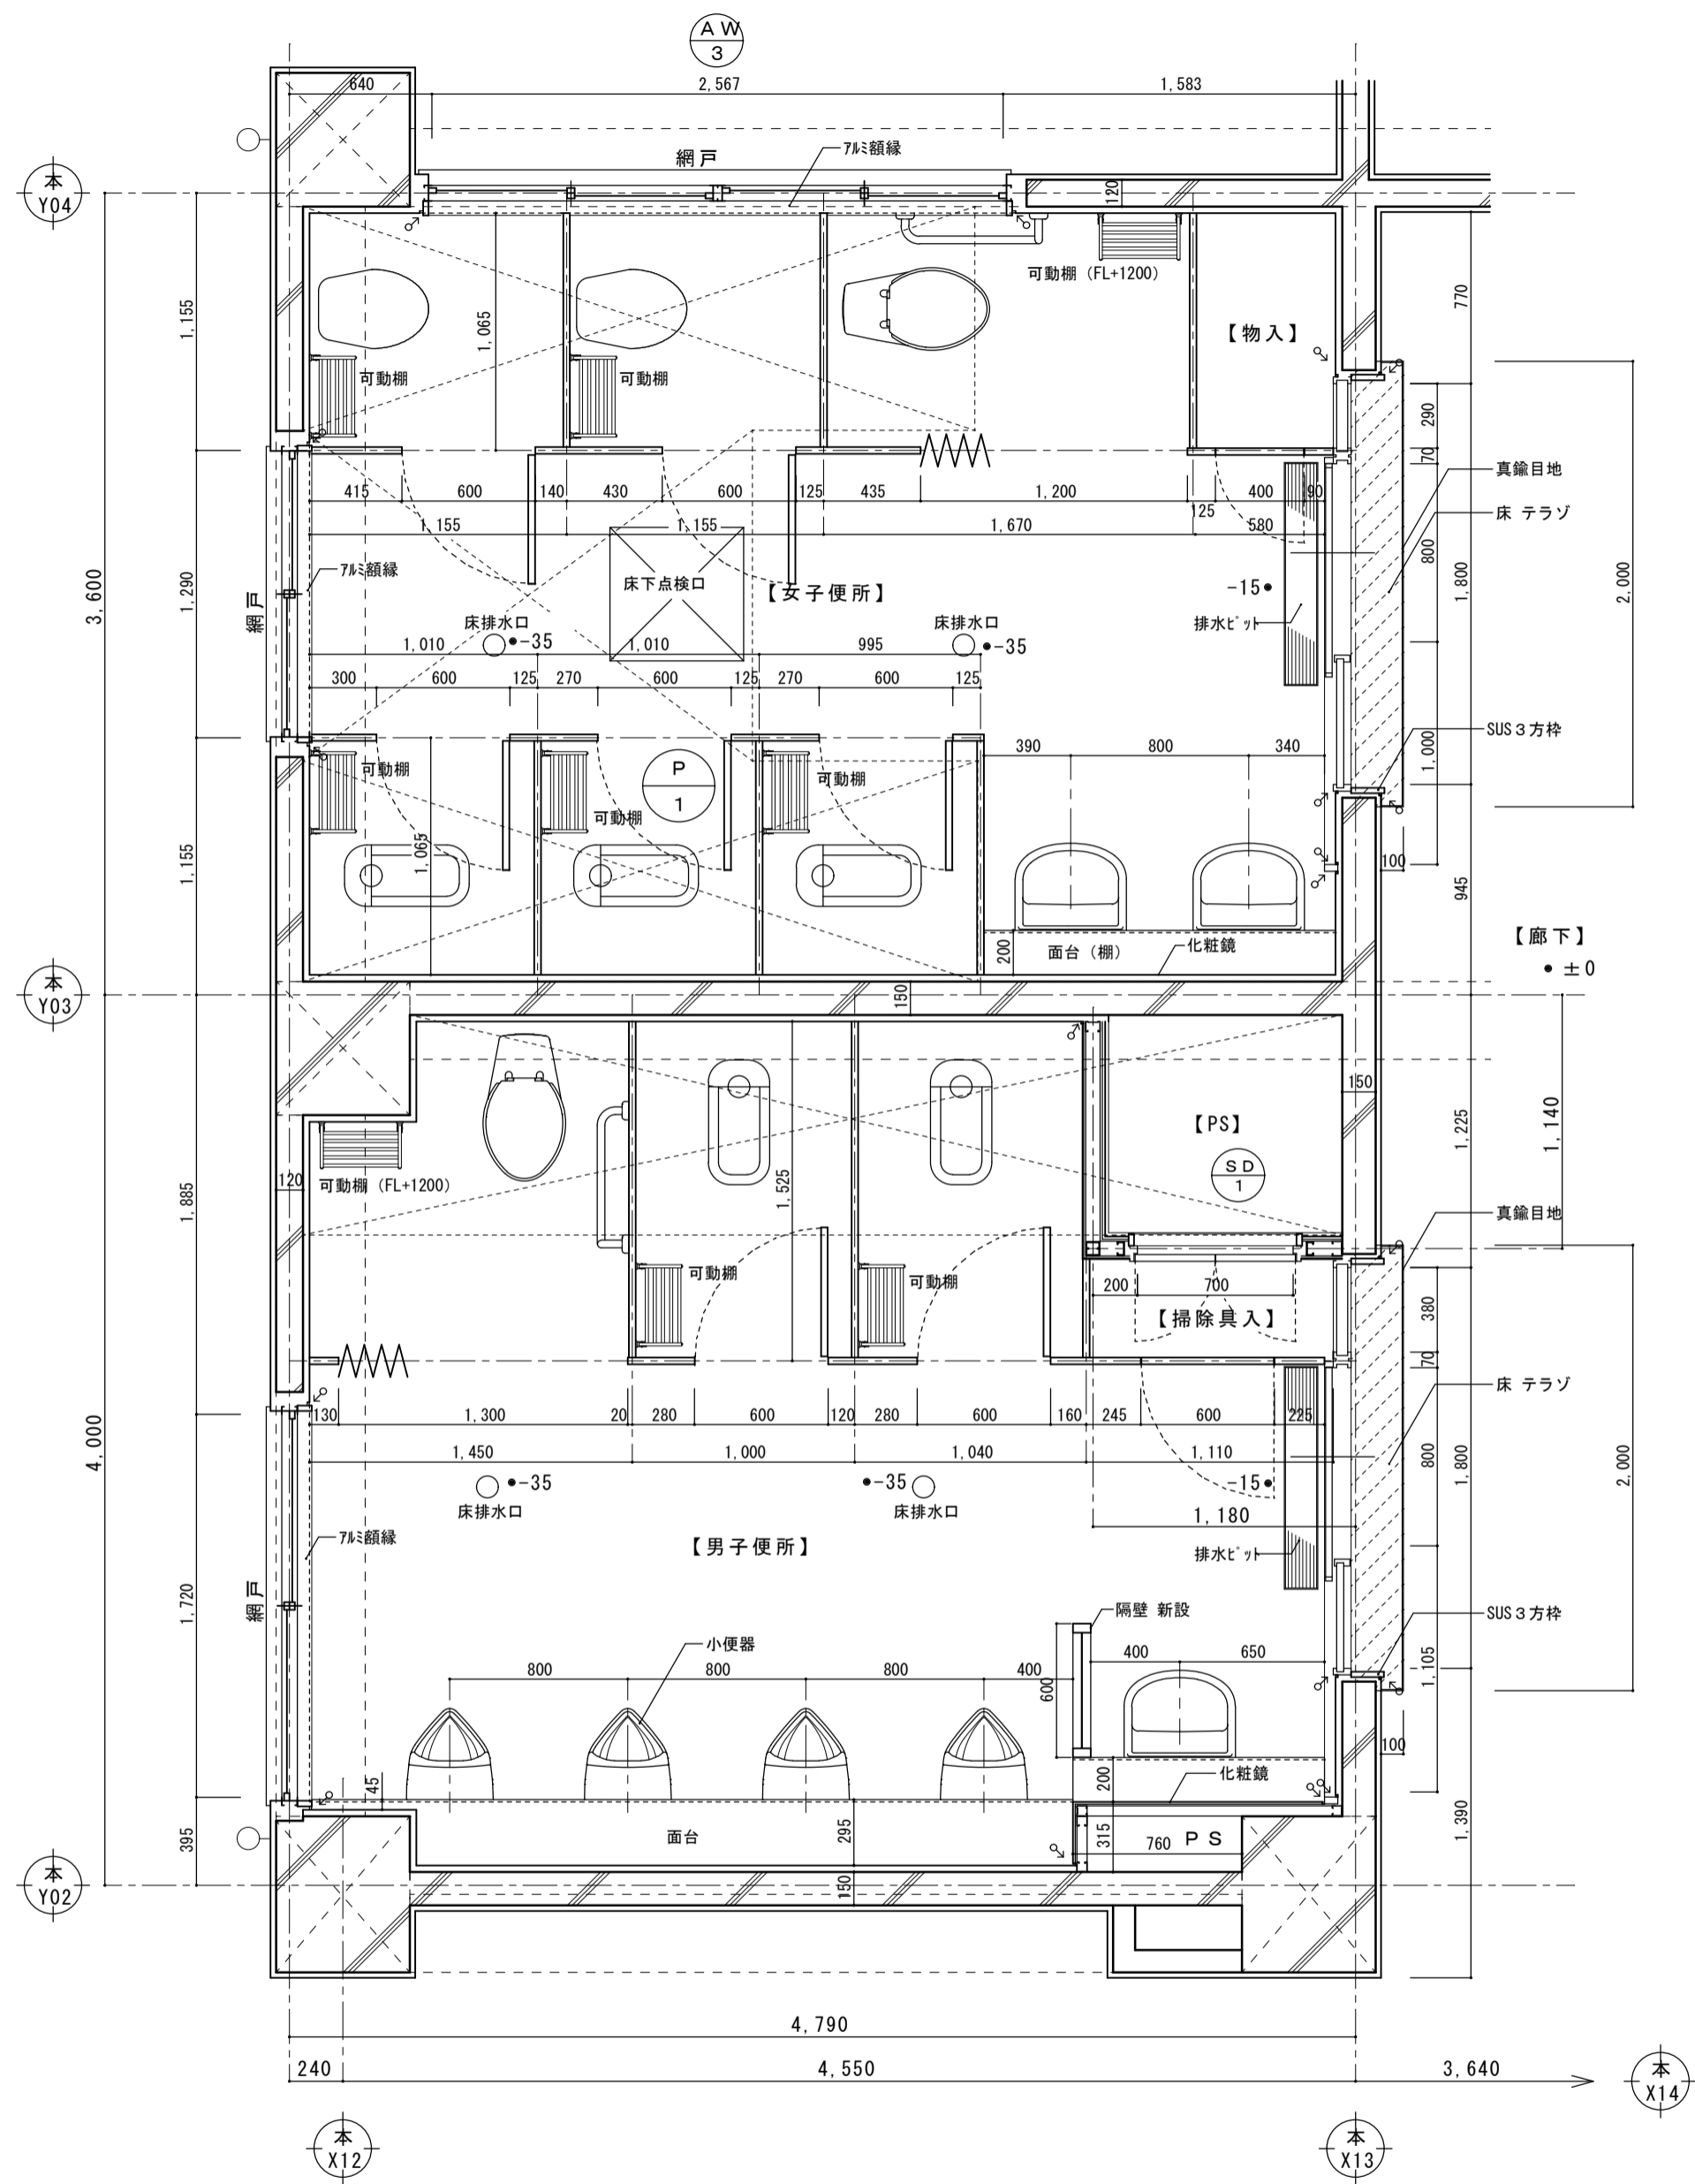 AW
3
640
2,567
1,583
網戸
ｱﾙﾐ額縁
本
Y04
120
可動棚（FL+1200）
【物入】
770
1,155
1,065
可動棚
可動棚
290
70
真鍮目地
床 テラゾ
415
600
140
430
600
125
435
1,200
125
400
90
1,155
1,155
1,670
580
800
1,800
2,000
3,600
1,290
網戸
ｱﾙﾐ額縁
床下点検口
【女子便所】
-15
排水ﾋﾟｯﾄ
床排水口
-35
床排水口
-35
1,010
1,010
995
300
600
125
270
600
125
270
600
125
SUS３方枠
390
800
340
1,000
可動棚
可動棚
可動棚
P
1
1,155
1,065
100
945
200
面台（棚）
化粧鏡
【廊下】
±0
本
Y03
150
150
1,140
1,225
【PS】
SD
1
120
可動棚（FL+1200）
1,525
1,885
真鍮目地
可動棚
可動棚
200
700
【掃除具入】
380
70
床 テラゾ
130
1,300
20
280
600
120
280
600
160
245
600
225
1,450
1,000
1,040
1,110
800
1,800
2,000
4,000
-35
床排水口
-35
床排水口
-15
1,180
ｱﾙﾐ額縁
【男子便所】
排水ﾋﾟｯﾄ
1,720
網戸
隔壁 新設
SUS３方枠
小便器
800
800
800
400
600
400
650
1,105
100
45
200
化粧鏡
395
面台
295
315
760
PS
1,390
本
Y02
150
4,790
240
4,550
3,640
本
X14
本
X12
本
X13